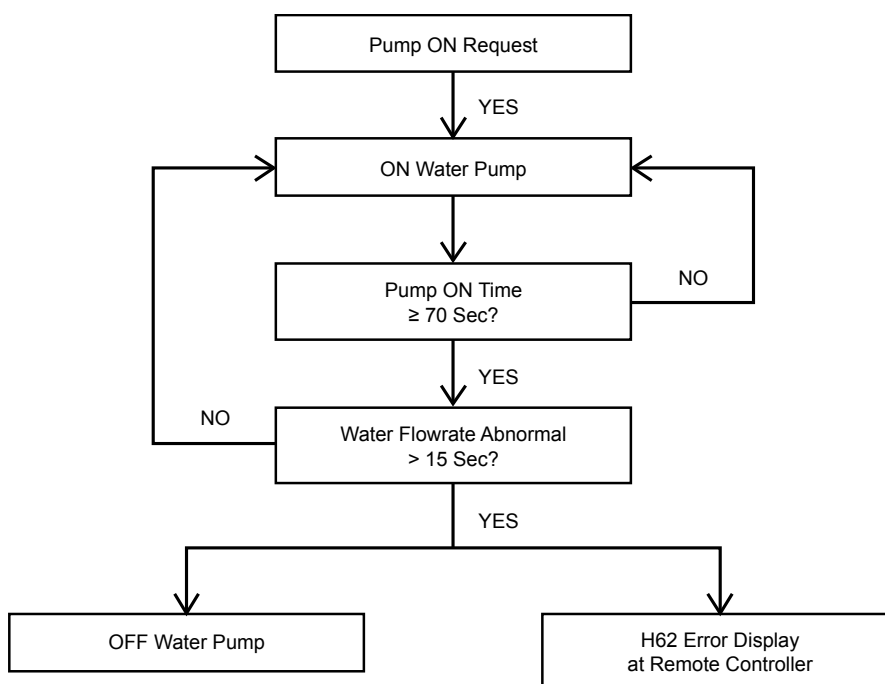 Pump ON Request
YES
ON Water Pump
Pump ON Time
≥ 70 Sec?
NO
YES
NO
Water Flowrate Abnormal
> 15 Sec?
YES
OFF Water Pump
H62 Error Display
at Remote Controller